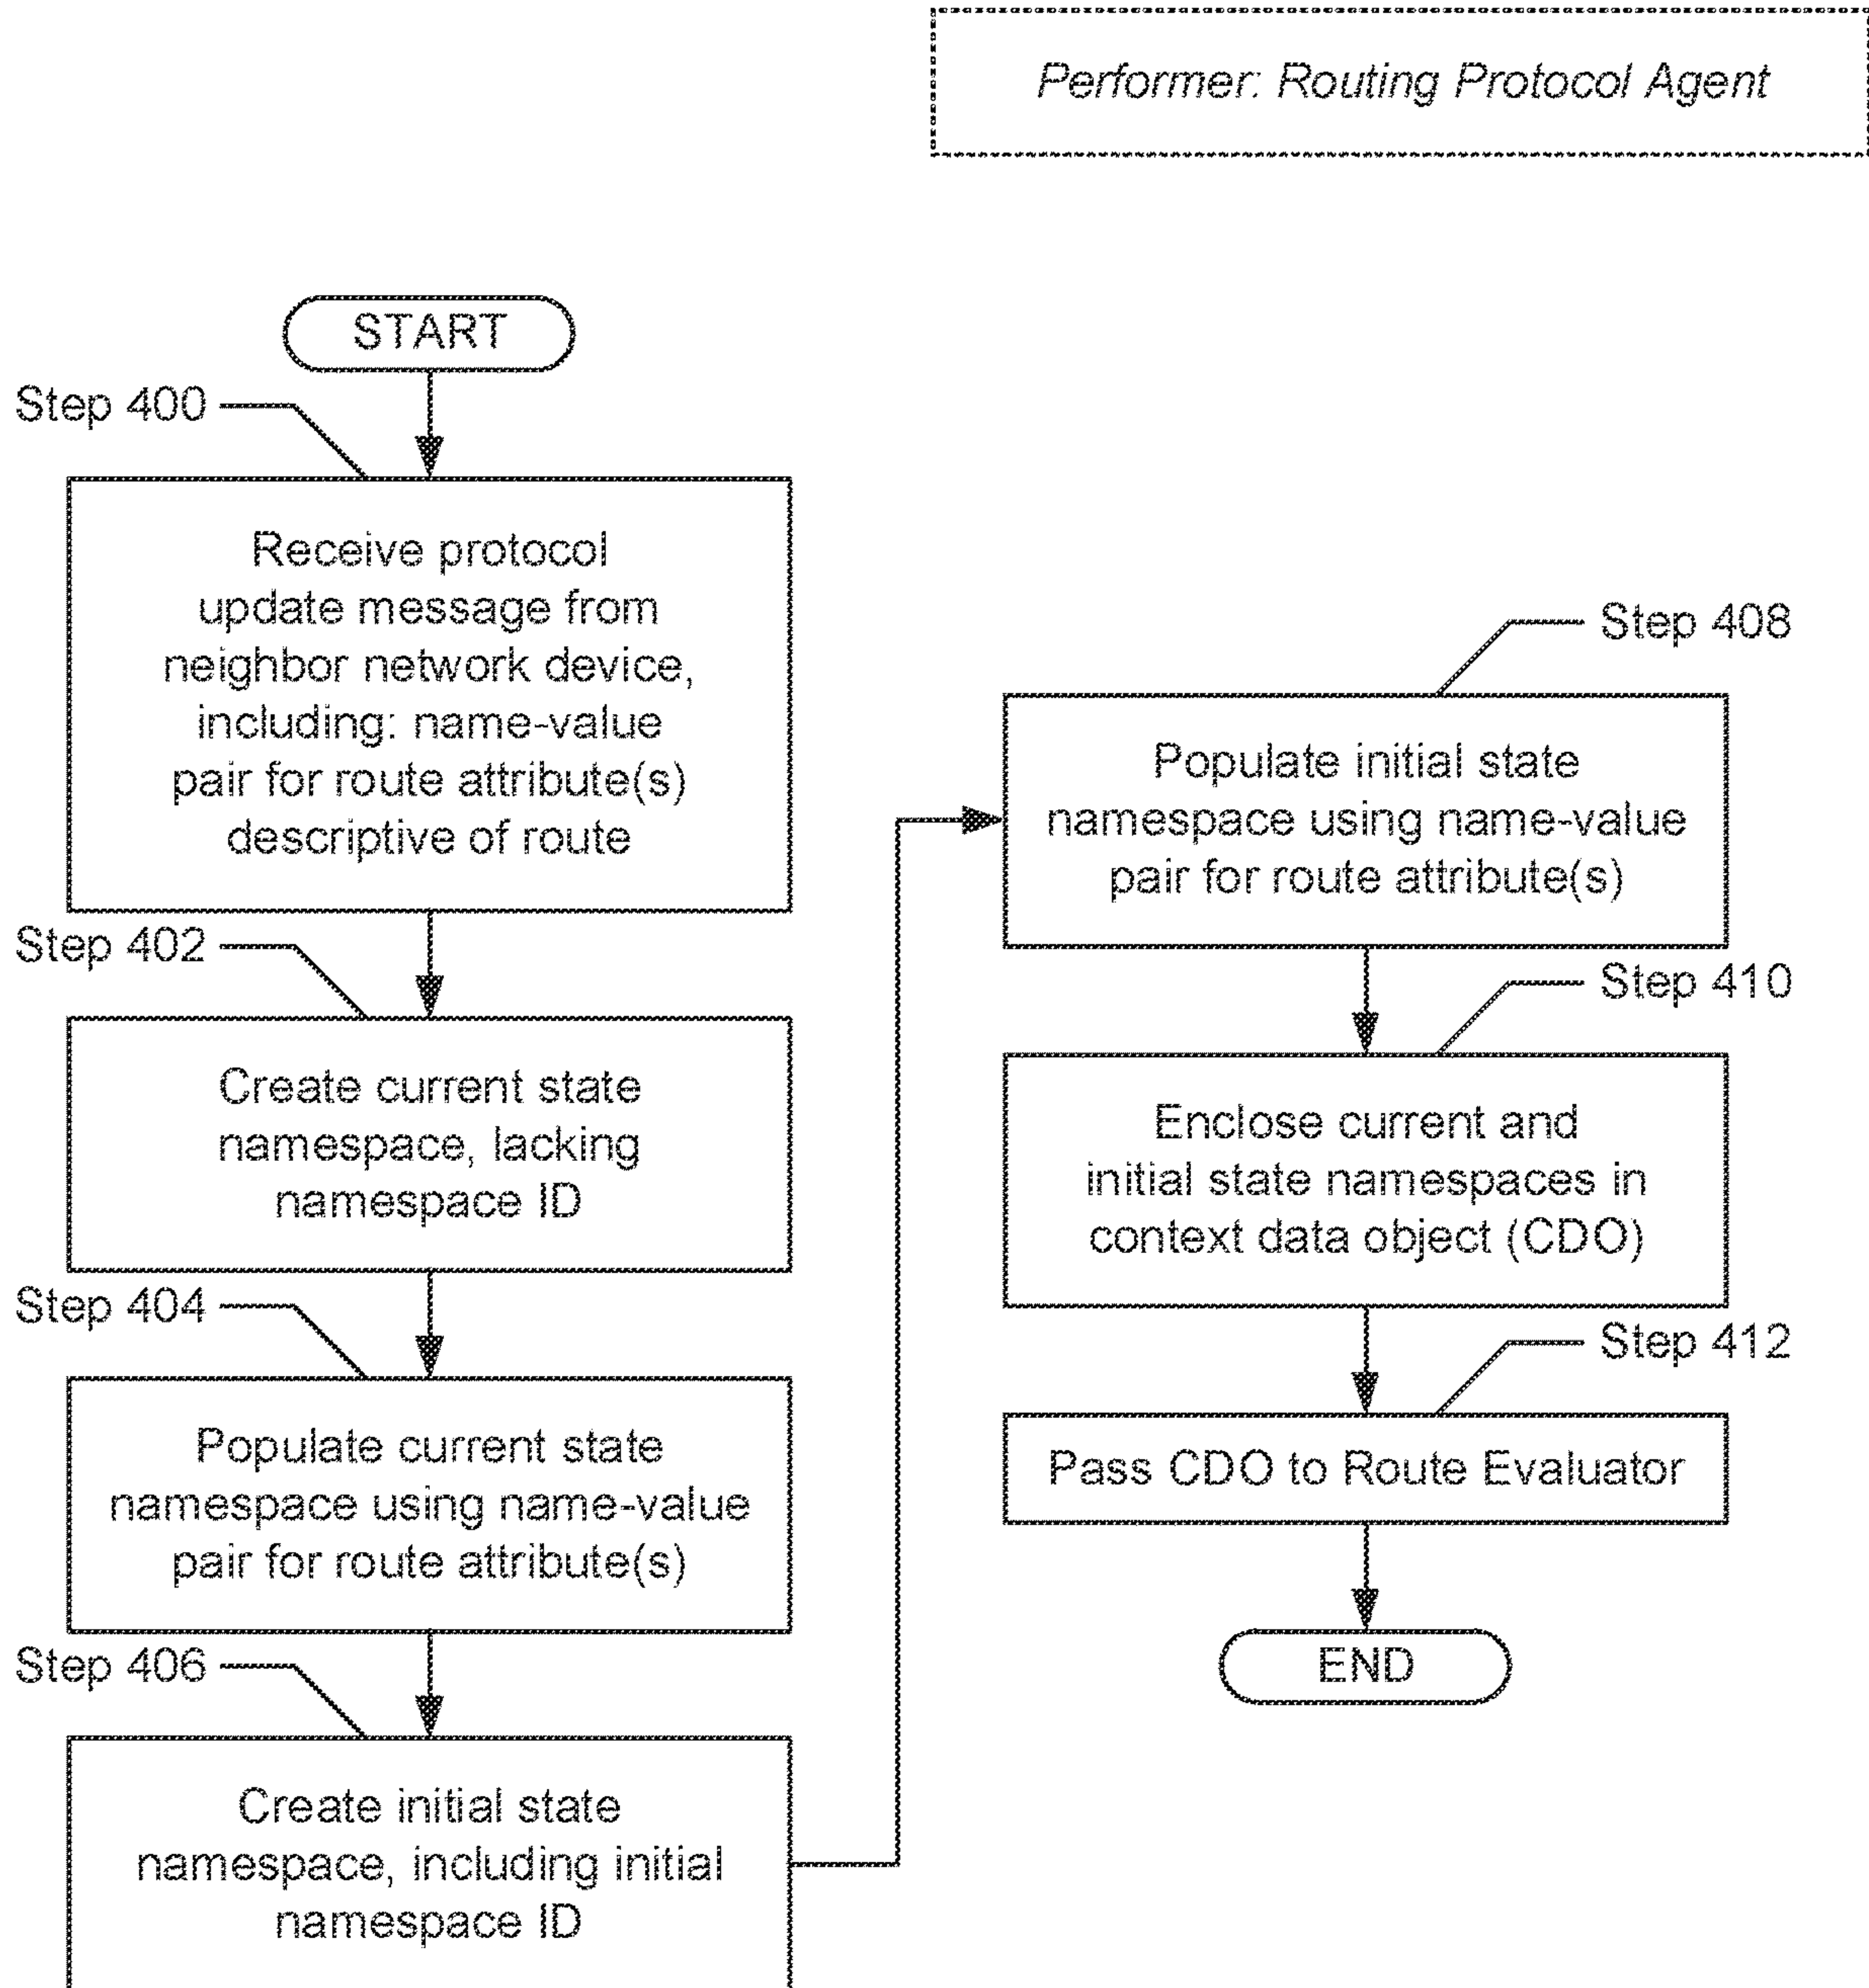 Performer: Routing Protocol Agent
START
Step 400
Receive protocol
update message from
neighbor network device,
including: name-value
pair for route attribute(s)
descriptive of route
Step 402
Create current state
namespace, lacking
namespace ID
Step 404
Populate current state
namespace using name-value
pair for route attribute(s)
Step 406
Create initial state
namespace, including initial
namespace ID
Step 408
Populate initial state
namespace using name-value
pair for route attribute(s)
Step 410
Enclose current and
initial state namespaces in
context data object (CDO)
Step 412
Pass CDO to Route Evaluator
END